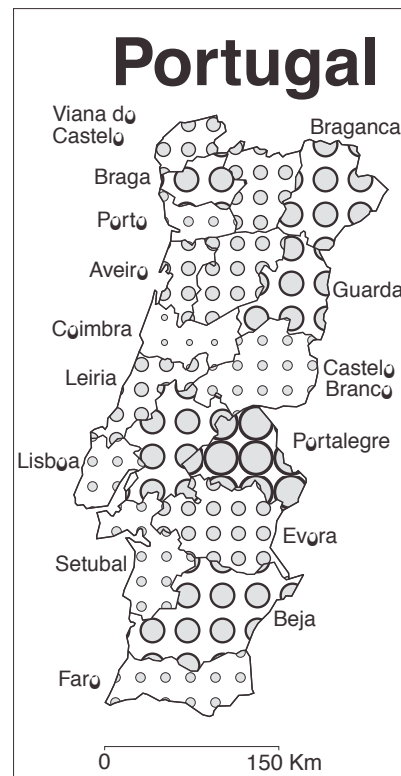 Portugal
Viana do
Castelo
Braganca
Braga
Porto
Aveiro
Guarda
Coimbra
Leiria
Castelo
Branco
Portalegre
Lisboa
Evora
Setubal
Beja
Faro
0 150 Km